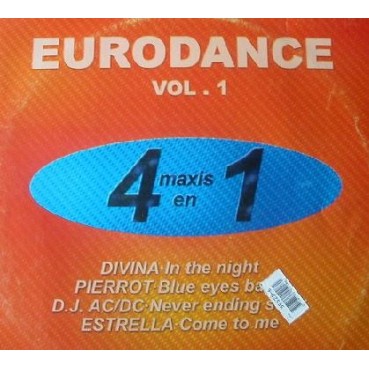 EURODANCE
VOL . 1
4 maxis en 1
DIVINA·In the night
PIERROT·Blue eyes
D.J. AC/DC·Never ending
ESTRELLA·Come to me